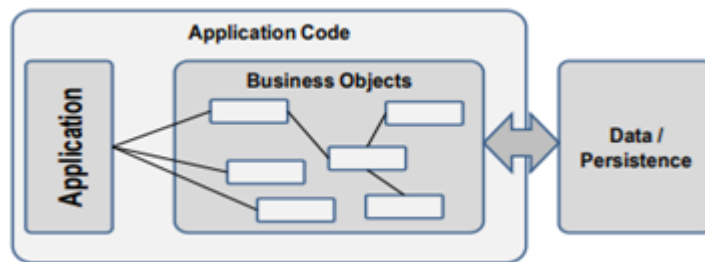 Application Code
Application
Business Objects
Data /
Persistence